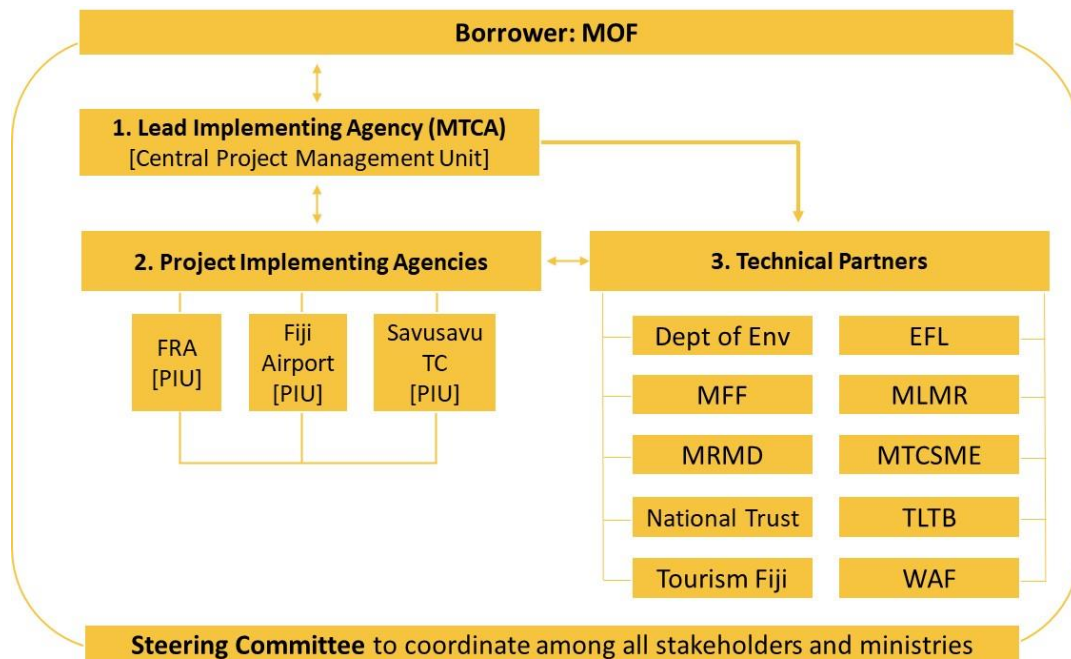 Borrower: MOF
1. Lead Implementing Agency (MTCA)
[Central Project Management Unit]
2. Project Implementing Agencies
3. Technical Partners
FRA
[PIU]
Fiji
Airport
[PIU]
Savusavu
TC
[PIU]
Dept of Env
EFL
MFF
MLMR
MRMD
MTCSME
National Trust
TLTB
Tourism Fiji
WAF
Steering Committee to coordinate among all stakeholders and ministries